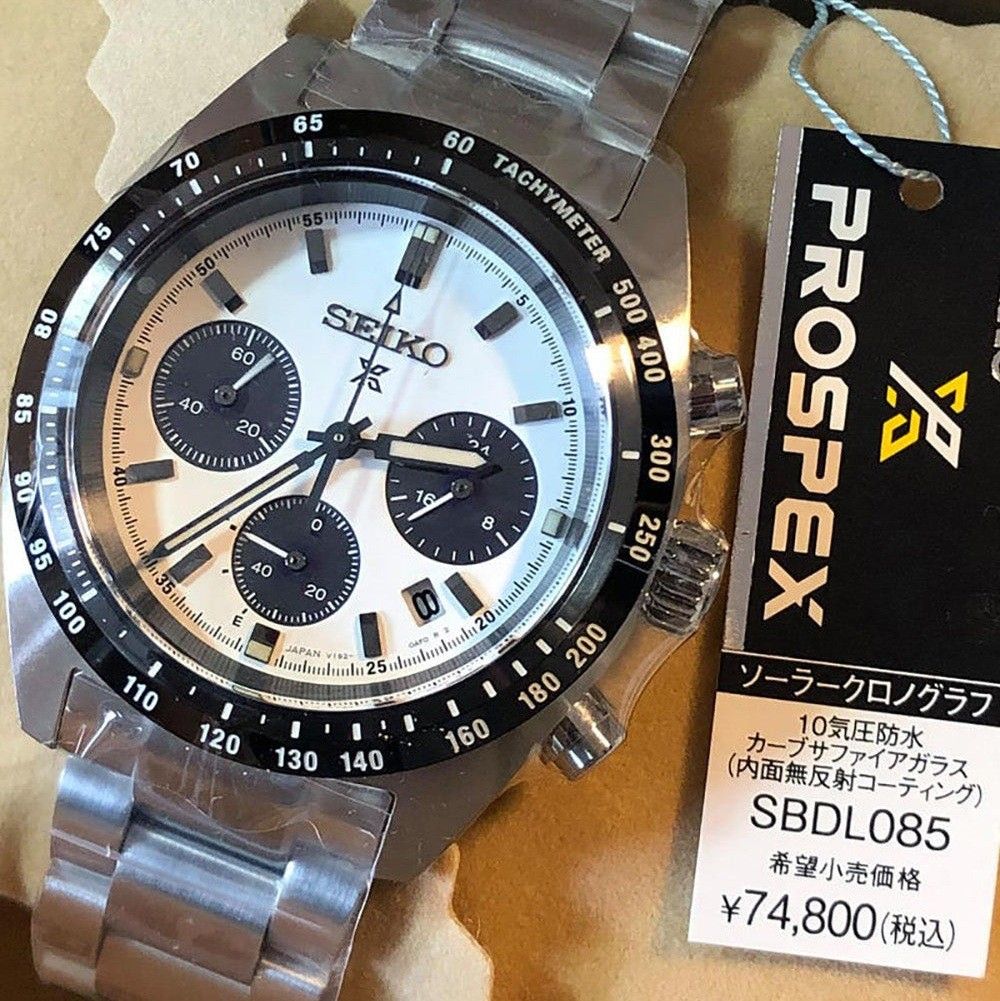 60 TACHYMETER 500 400 300 250 200 180 160 140 130 120 110 100 95 90 85 80 75 70 65
55
50
5
10
20
25
35
40
SEIKO
60
40
20
24
16
8
0
40
20
E
8
JAPAN V192-
PROSPEX
ソーラークロノグラフ
10気圧防水
カーブサファイアガラス
(内面無反射コーティング)
SBDL085
希望小売価格
¥74,800(税込)